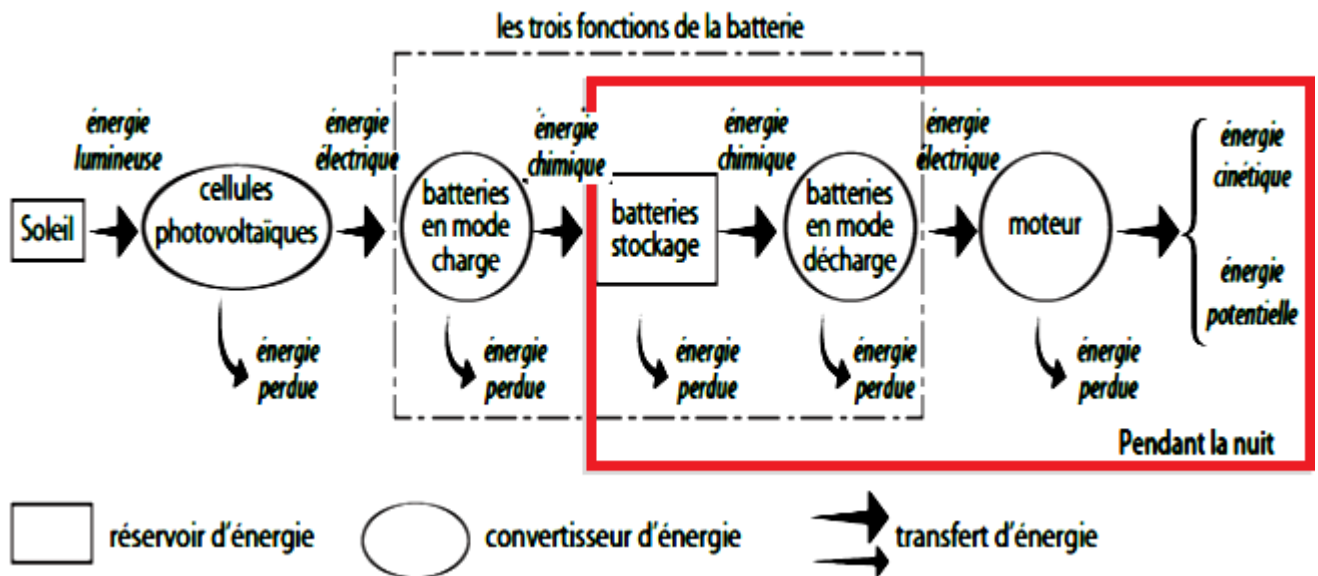 les trois fonctions de la batterie
énergie
lumineuse
énergie
électrique
énergie
chimique
énergie
chimique
énergie
électrique
énergie
cinétique
Soleil
cellules
photovoltaïques
batteries
en mode
charge
batteries
stockage
batteries
en mode
décharge
moteur
énergie
potentielle
énergie
perdue
énergie
perdue
énergie
perdue
énergie
perdue
énergie
perdue
Pendant la nuit
réservoir d'énergie
convertisseur d'énergie
transfert d'énergie